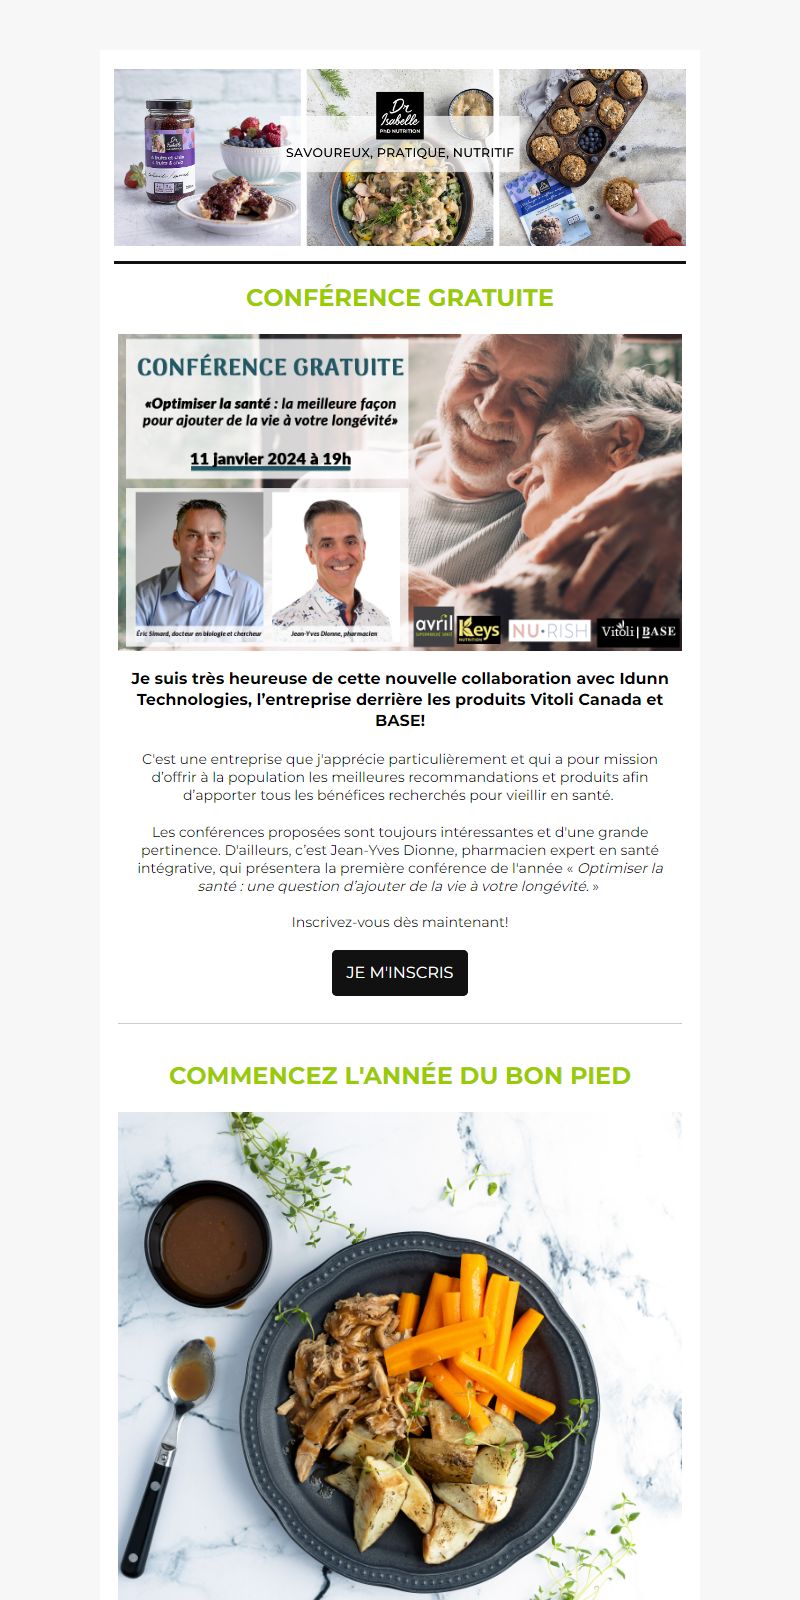 Dr
Isabelle
PhD NUTRITION
SAVOUREUX, PRATIQUE, NUTRITIF
CONFÉRENCE GRATUITE
CONFÉRENCE GRATUITE
«Optimiser la santé : la meilleure façon
pour ajouter de la vie à votre longévité»
11 janvier 2024 à 19h
Éric Simard, docteur en biologie et chercheur
Jean-Yves Dionne, pharmacien
avril
SUPERMARCHÉ SANTÉ
Keys
NUTRITION
NU•RISH
Vitoli | BASE
Je suis très heureuse de cette nouvelle collaboration avec Idunn
Technologies, l’entreprise derrière les produits Vitoli Canada et
BASE!
C'est une entreprise que j'apprécie particulièrement et qui a pour mission
d’offrir à la population les meilleures recommandations et produits afin
d’apporter tous les bénéfices recherchés pour vieillir en santé.
Les conférences proposées sont toujours intéressantes et d'une grande
pertinence. D'ailleurs, c’est Jean-Yves Dionne, pharmacien expert en santé
intégrative, qui présentera la première conférence de l'année « Optimiser la
santé : une question d’ajouter de la vie à votre longévité. »
Inscrivez-vous dès maintenant!
JE M'INSCRIS
COMMENCEZ L'ANNÉE DU BON PIED